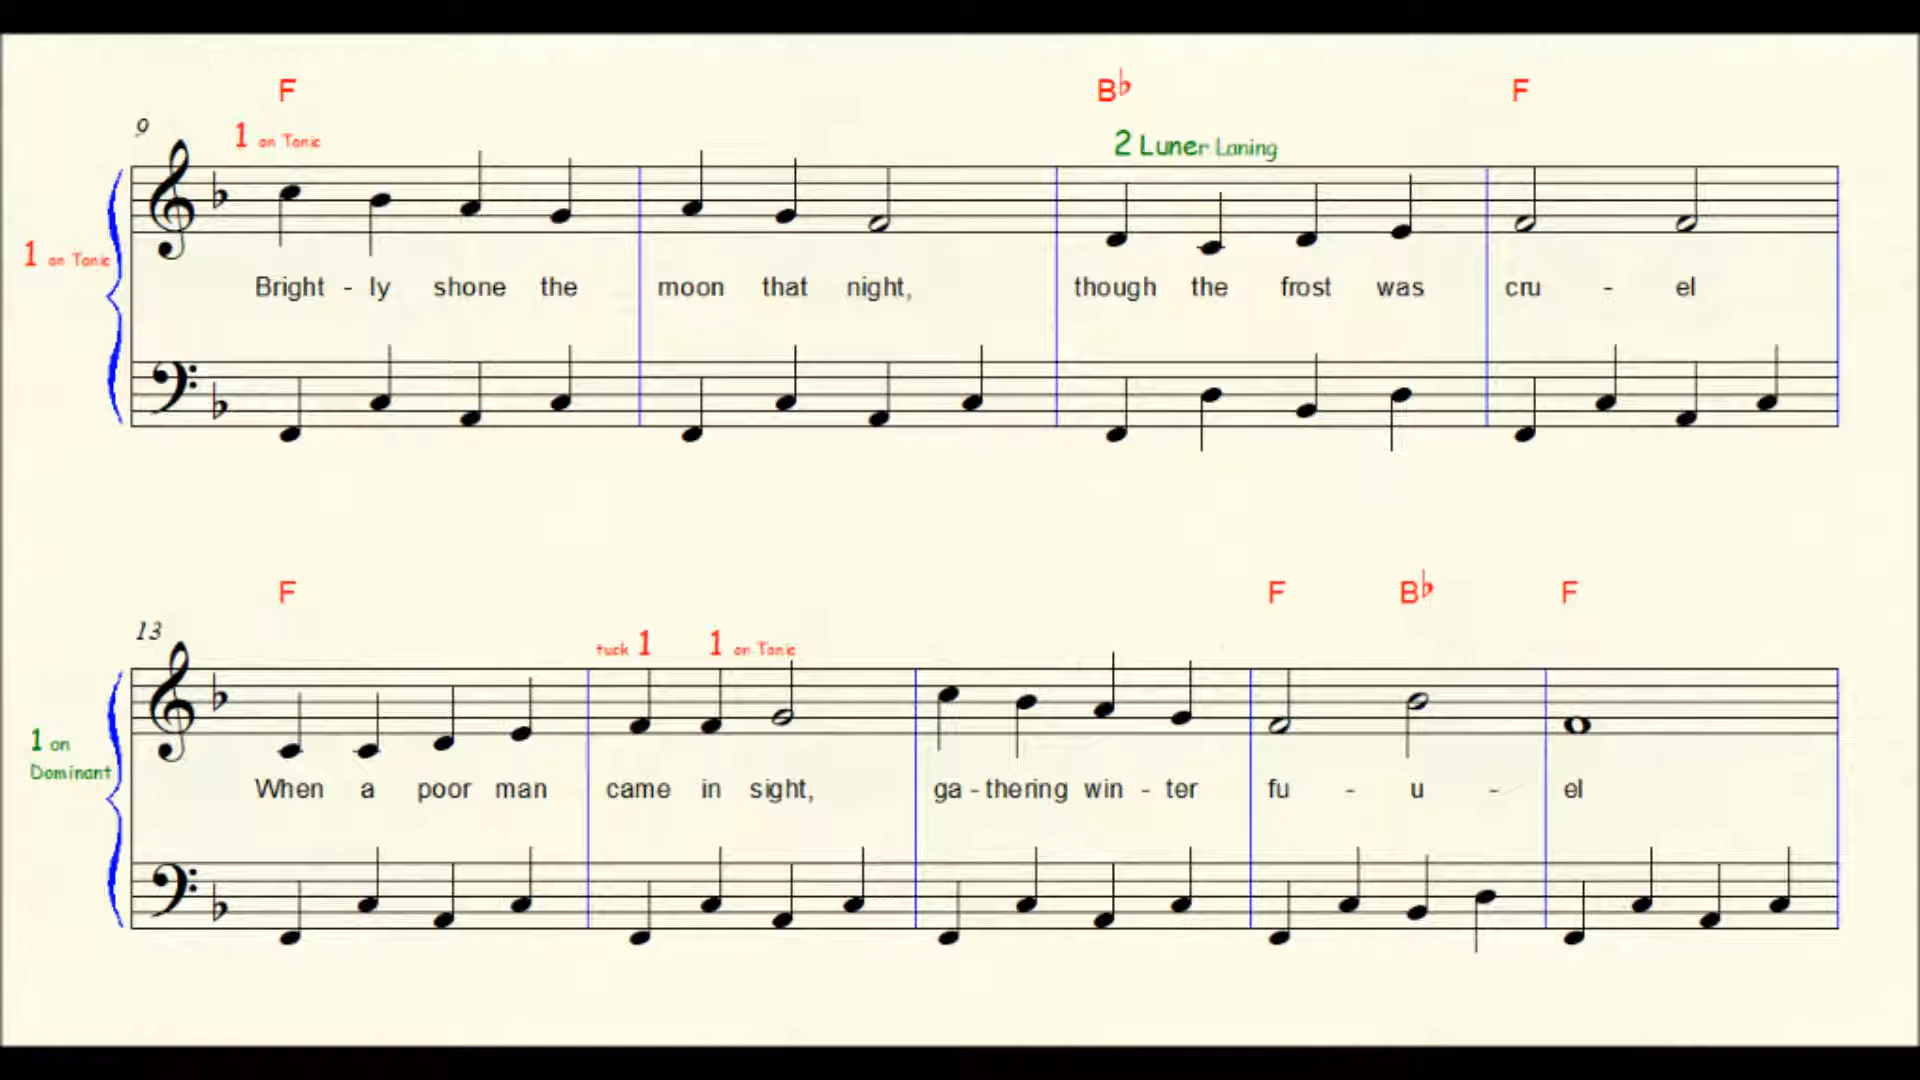 F B♭ F
9
1 on Tonic
2 Luner Laning
1 on Tonic
Bright - ly shone the moon that night, though the frost was cru - el
F F B♭ F
13
tuck 1 1 on Tonic
1 on
Dominant
When a poor man came in sight, ga - thering win - ter fu - u - el